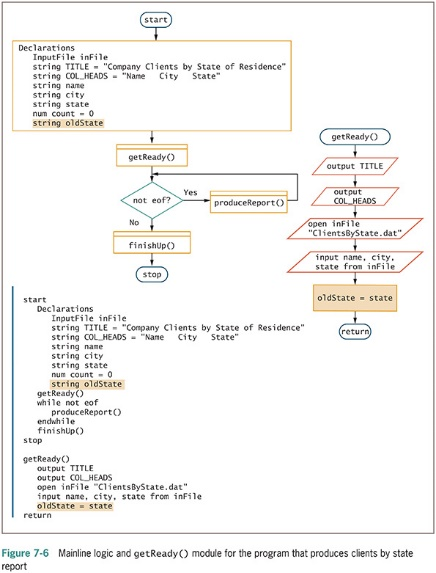 start
Declarations
InputFile inFile
string TITLE = "Company Clients by State of Residence"
string COL_HEADS = "Name City State"
string name
string city
string state
num count = 0
string oldState
getReady()
not eof?
Yes
produceReport()
No
finishUp()
stop
getReady()
output TITLE
output
COL_HEADS
open inFile
"ClientsByState.dat"
input name, city,
state from inFile
oldState = state
return
start
Declarations
InputFile inFile
string TITLE = "Company Clients by State of Residence"
string COL_HEADS = "Name City State"
string name
string city
string state
num count = 0
string oldState
getReady()
while not eof
produceReport()
endwhile
finishUp()
stop
getReady()
output TITLE
output COL_HEADS
open inFile "ClientsByState.dat"
input name, city, state from inFile
oldState = state
return
Figure 7-6 Mainline logic and getReady() module for the program that produces clients by state
report